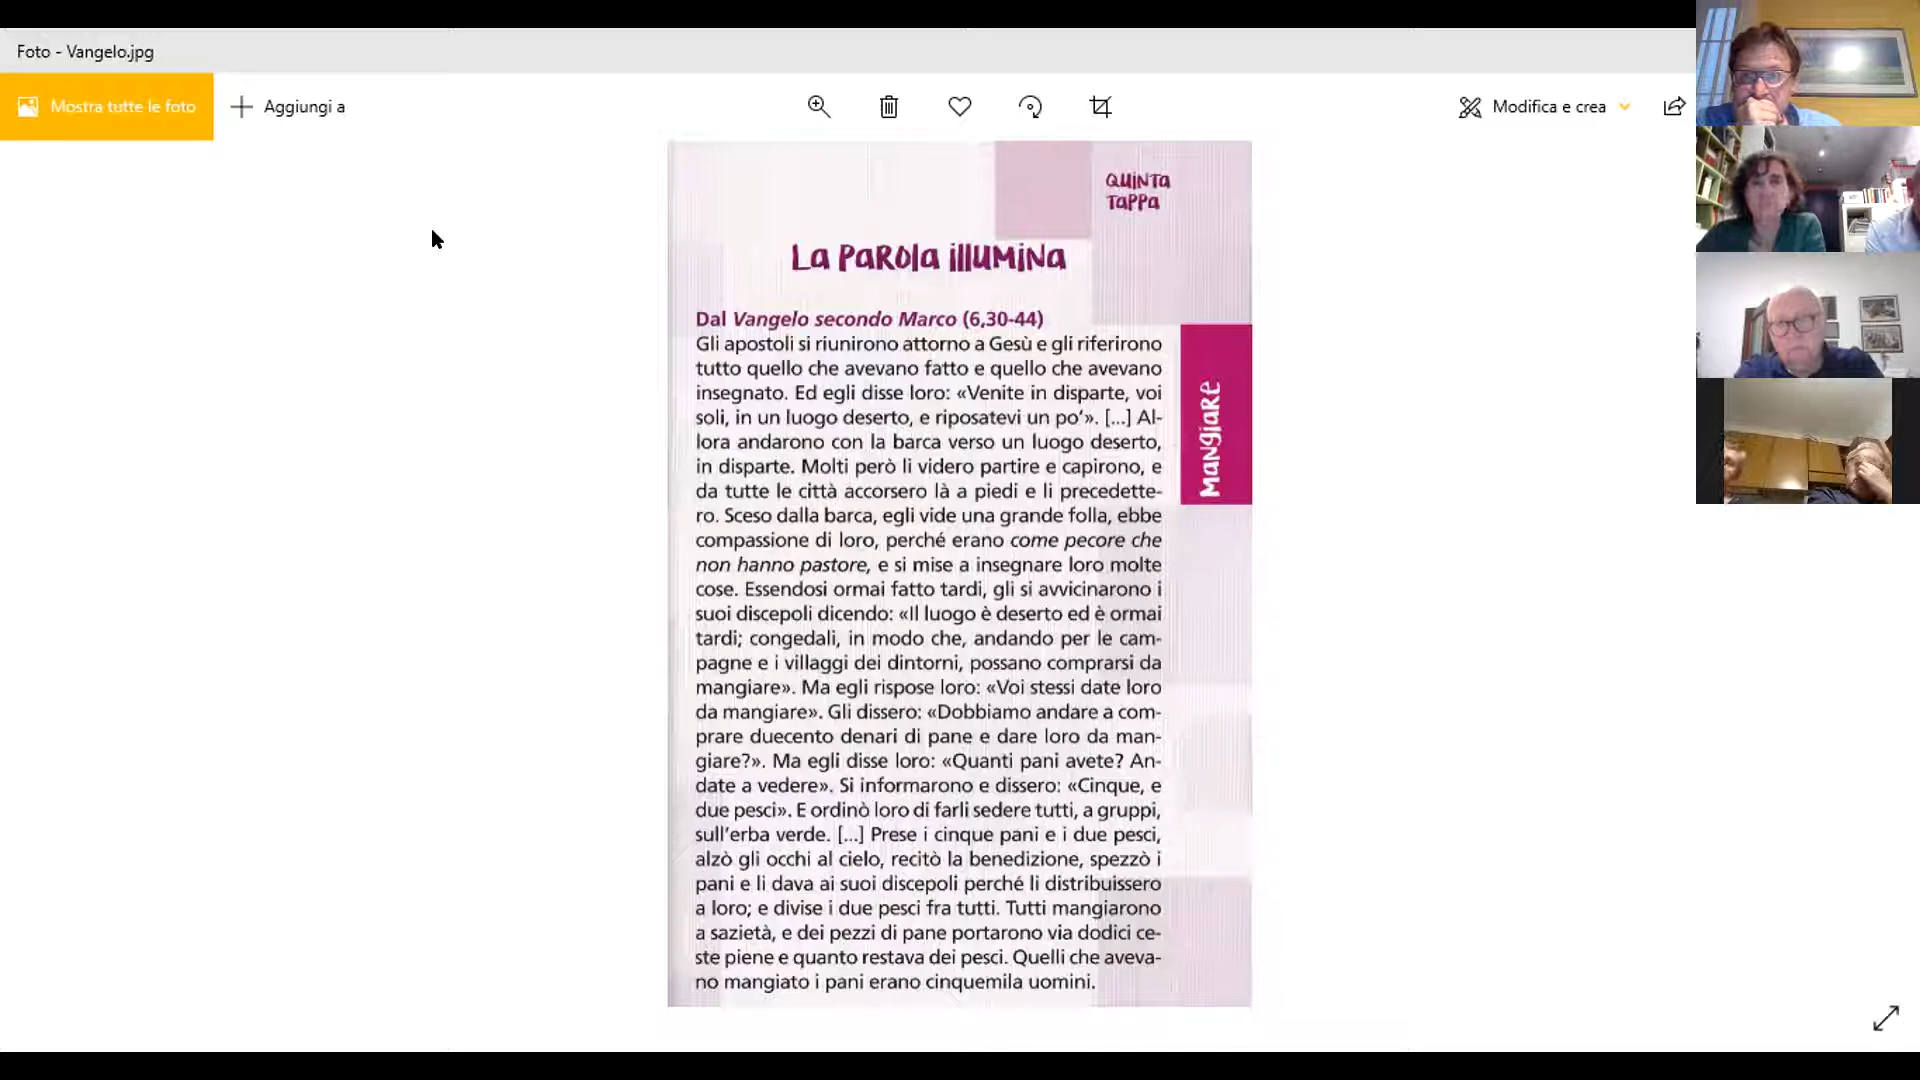 Foto - Vangelo.jpg
Mostra tutte le foto
Aggiungi a
Modifica e crea
QUINTA
TAPPA
La PaRola illUMiNa
Dal Vangelo secondo Marco (6,30-44)
Gli apostoli si riunirono attorno a Gesù e gli riferirono
tutto quello che avevano fatto e quello che avevano
insegnato. Ed egli disse loro: «Venite in disparte, voi
soli, in un luogo deserto, e riposatevi un po’». [...] Al-
lora andarono con la barca verso un luogo deserto,
in disparte. Molti però li videro partire e capirono, e
da tutte le città accorsero là a piedi e li precedette-
ro. Sceso dalla barca, egli vide una grande folla, ebbe
compassione di loro, perché erano come pecore che
non hanno pastore, e si mise a insegnare loro molte
cose. Essendosi ormai fatto tardi, gli si avvicinarono i
suoi discepoli dicendo: «Il luogo è deserto ed è ormai
tardi; congedali, in modo che, andando per le cam-
pagne e i villaggi dei dintorni, possano comprarsi da
mangiare». Ma egli rispose loro: «Voi stessi date loro
da mangiare». Gli dissero: «Dobbiamo andare a com-
prare duecento denari di pane e dare loro da man-
giare?». Ma egli disse loro: «Quanti pani avete? An-
date a vedere». Si informarono e dissero: «Cinque, e
due pesci». E ordinò loro di farli sedere tutti, a gruppi,
sull’erba verde. [...] Prese i cinque pani e i due pesci,
alzò gli occhi al cielo, recitò la benedizione, spezzò i
pani e li dava ai suoi discepoli perché li distribuissero
a loro; e divise i due pesci fra tutti. Tutti mangiarono
a sazietà, e dei pezzi di pane portarono via dodici ce-
ste piene e quanto restava dei pesci. Quelli che aveva-
no mangiato i pani erano cinquemila uomini.
MaNgiaRe